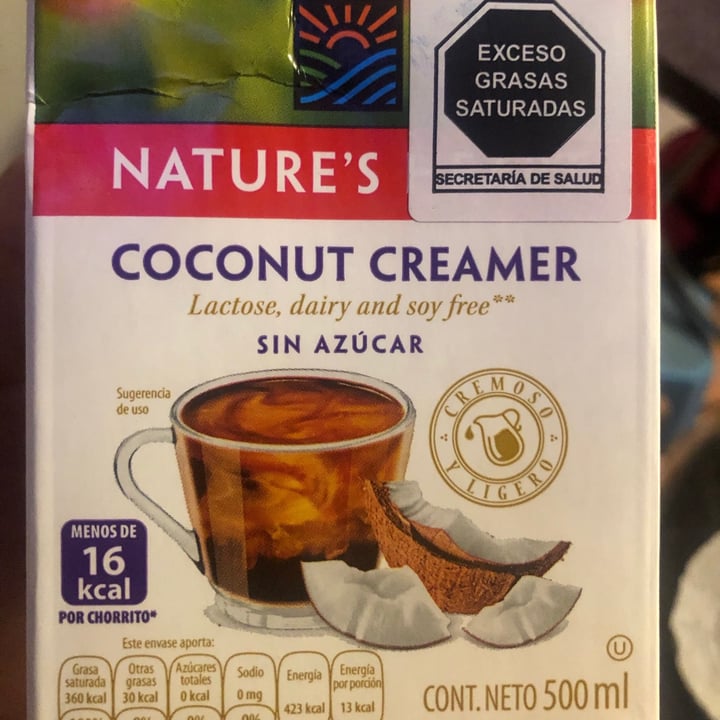 EXCESO
GRASAS
SATURADAS
SECRETARÍA DE SALUD
NATURE'S
COCONUT CREAMER
Lactose, dairy and soy free**
SIN AZÚCAR
Sugerencia
de uso
CREMOSO
Y LIGERO
MENOS DE
16
kcal
POR CHORRITO*
Este envase aporta:
Grasa
saturada
360 kcal
Otras
grasas
30 kcal
Azúcares
totales
0 kcal
Sodio
0 mg
Energía
423 kcal
Energía
por porción
13 kcal
U
CONT. NETO 500 ml